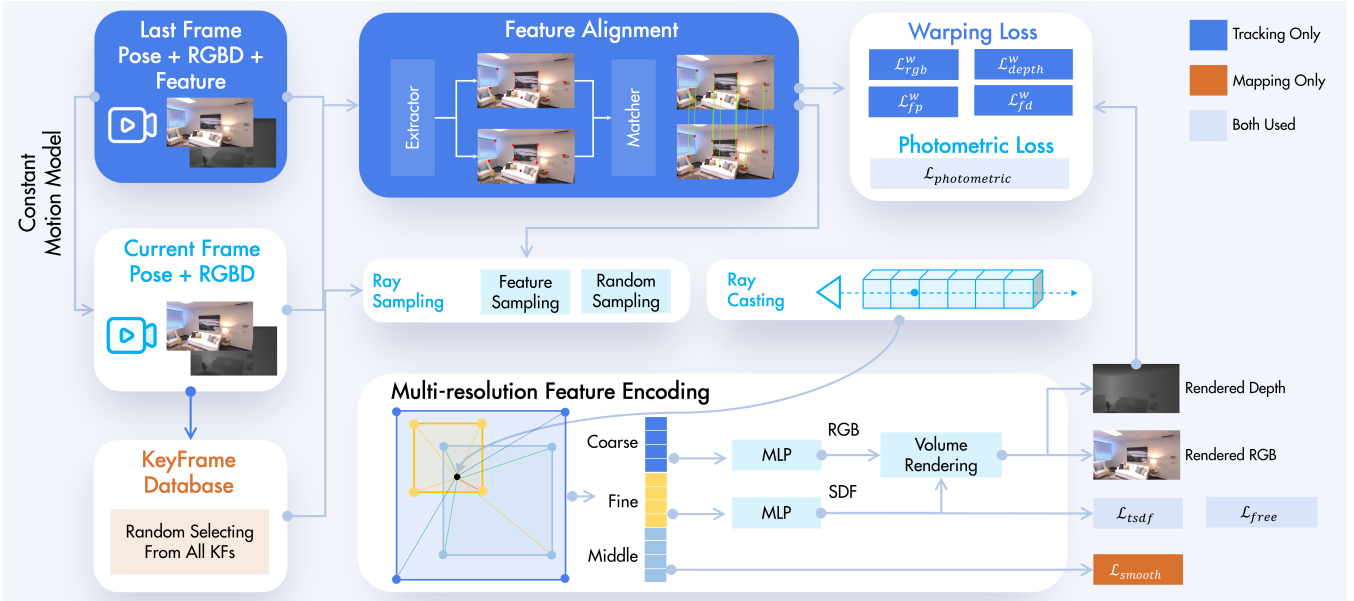 Last Frame
Pose + RGBD +
Feature
Constant
Motion Model
Current Frame
Pose + RGBD
KeyFrame
Database
Random Selecting
From All KFs
Feature Alignment
Extractor
Matcher
Warping Loss
ℒ^w_rgb
ℒ^w_depth
ℒ^w_fp
ℒ^w_fd
Photometric Loss
ℒ_photometric
Tracking Only
Mapping Only
Both Used
Ray
Sampling
Feature
Sampling
Random
Sampling
Ray
Casting
Multi-resolution Feature Encoding
Coarse
Fine
Middle
MLP
RGB
MLP
SDF
Volume
Rendering
Rendered Depth
Rendered RGB
ℒ_tsdf
ℒ_free
ℒ_smooth